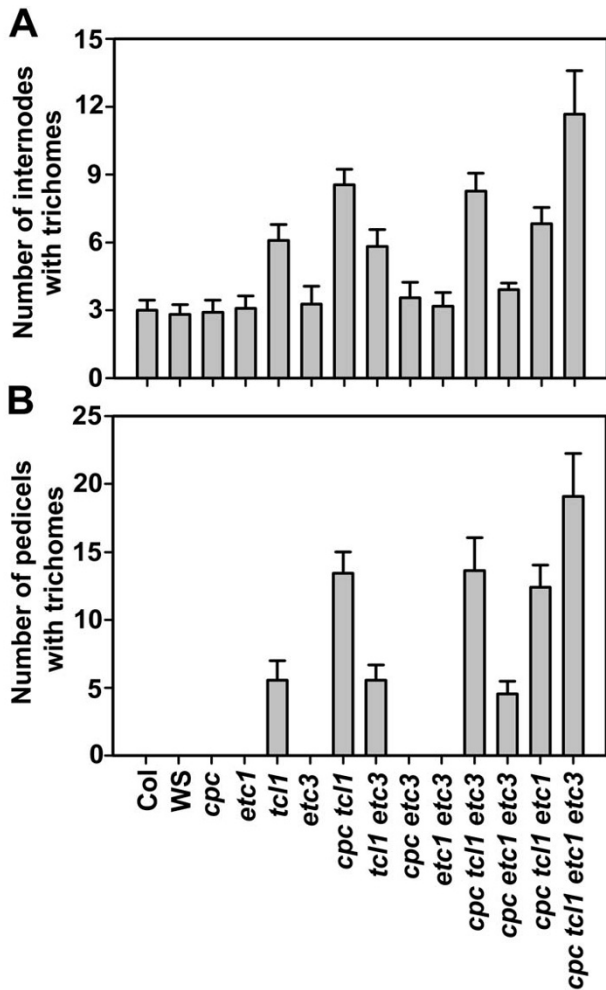 A
Number of internodes
with trichomes
15
12
9
6
3
0
B
Number of pedicels
with trichomes
25
20
15
10
5
0
Col
WS
cpc
etc1
tcl1
etc3
cpc tcl1
tcl1 etc3
cpc etc3
etc1 etc3
cpc tcl1 etc3
cpc etc1 etc3
cpc tcl1 etc1
cpc tcl1 etc1 etc3